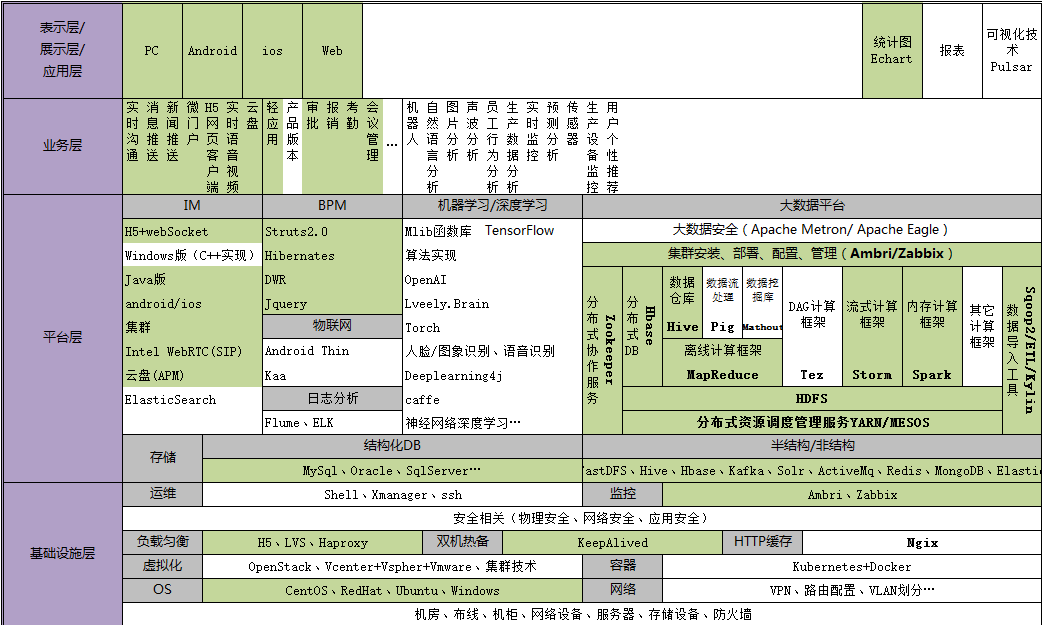 表示层/
展示层/
应用层
PC
Android
ios
Web
统计图
Echart
报表
可视化技
术
Pulsar
业务层
实时沟通
消息推送
新闻推送
微门户
H5网页客户端
实时语音视频
云盘
轻应用
产品版本
审批
报销
考勤
会议管理
…
机器人
自然语言分析
图片分析
声波分析
员工行为分析
生产数据分析
实时监控
预测分析
传感器
生产设备监控
用户个性推荐
平台层
IM
BPM
机器学习/深度学习
大数据平台
H5+webSocket
Windows版（C++实现）
Java版
android/ios
集群
Intel WebRTC(SIP)
云盘(APM)
ElasticSearch
Struts2.0
Hibernates
DWR
Jquery
物联网
Android Thin
Kaa
日志分析
Flume、ELK
Mlib函数库 TensorFlow
算法实现
OpenAI
Lveely.Brain
Torch
人脸/图象识别、语音识别
Deeplearning4j
caffe
神经网络深度学习…
大数据安全（Apache Metron/ Apache Eagle）
集群安装、部署、配置、管理（Ambri/Zabbix ）
分布式协作服务
Zookeeper
分布式DB
Hbase
数据
仓库
Hive
数据流
处理
Pig
数据挖
掘库
Mathout
离线计算框架
MapReduce
DAG计算
框架
Tez
流式计算
框架
Storm
内存计算
框架
Spark
其它
计算
框架
数据导入工具
Sqoop2/ETL/Kylin
HDFS
分布式资源调度管理服务YARN/MESOS
存储
结构化DB
半结构/非结构
MySql、Oracle、SqlServer…
astDFS、Hive、Hbase、Kafka、Solr、ActiveMq、Redis、MongoDB、Elastic
基础设施层
运维
Shell、Xmanager、ssh
监控
Ambri、Zabbix
安全相关（物理安全、网络安全、应用安全）
负载匀衡
H5、LVS、Haproxy
双机热备
KeepAlived
HTTP缓存
Ngix
虚拟化
OpenStack、Vcenter+Vspher+Vmware、集群技术
容器
Kubernetes+Docker
OS
CentOS、RedHat、Ubuntu、Windows
网络
VPN、路由配置、VLAN划分…
机房、布线、机柜、网络设备、服务器、存储设备、防火墙